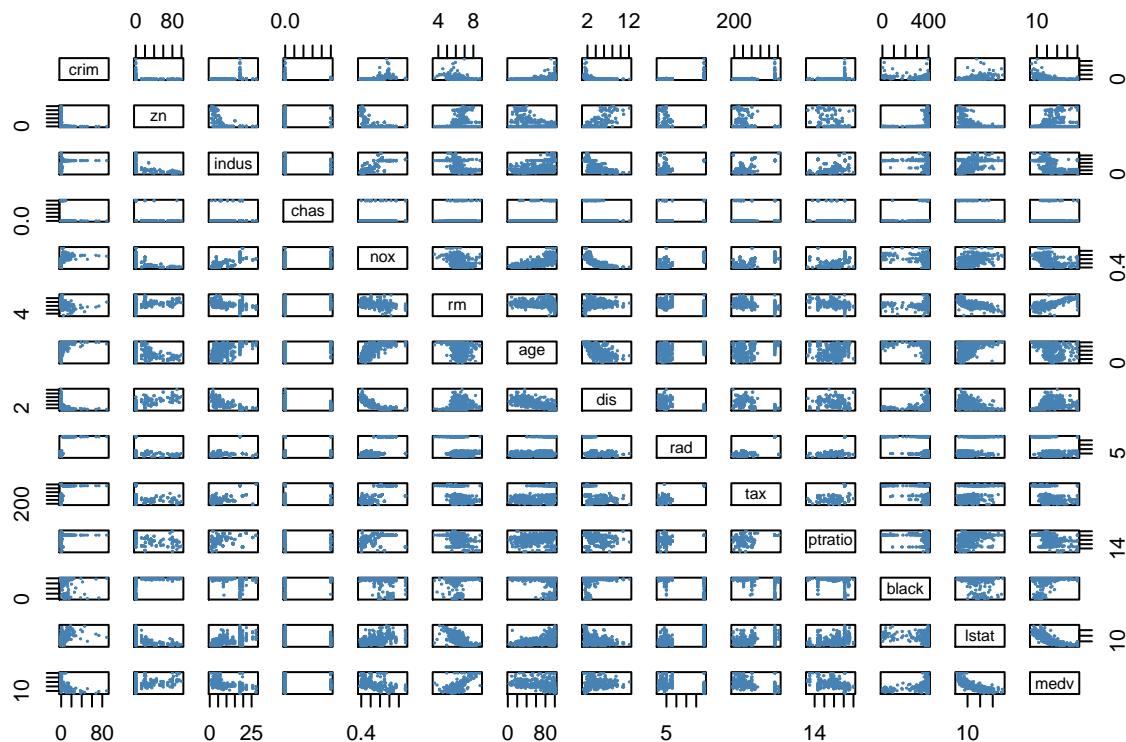 0 80 0.0 4 8 2 12 200 0 400 10
crim 0
0 zn
indus 0
0.0 chas
nox 0.4
4 rm
age 0
2 dis
rad 5
200 tax
ptratio 14
0 black
lstat 10
10 medv
0 80 0 25 0.4 0 80 5 14 10